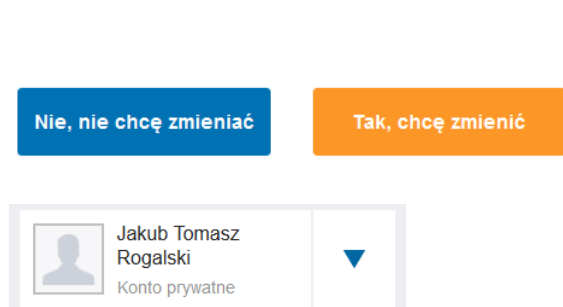 Nie, nie chcę zmieniać
Tak, chcę zmienić
Jakub Tomasz
Rogalski
Konto prywatne